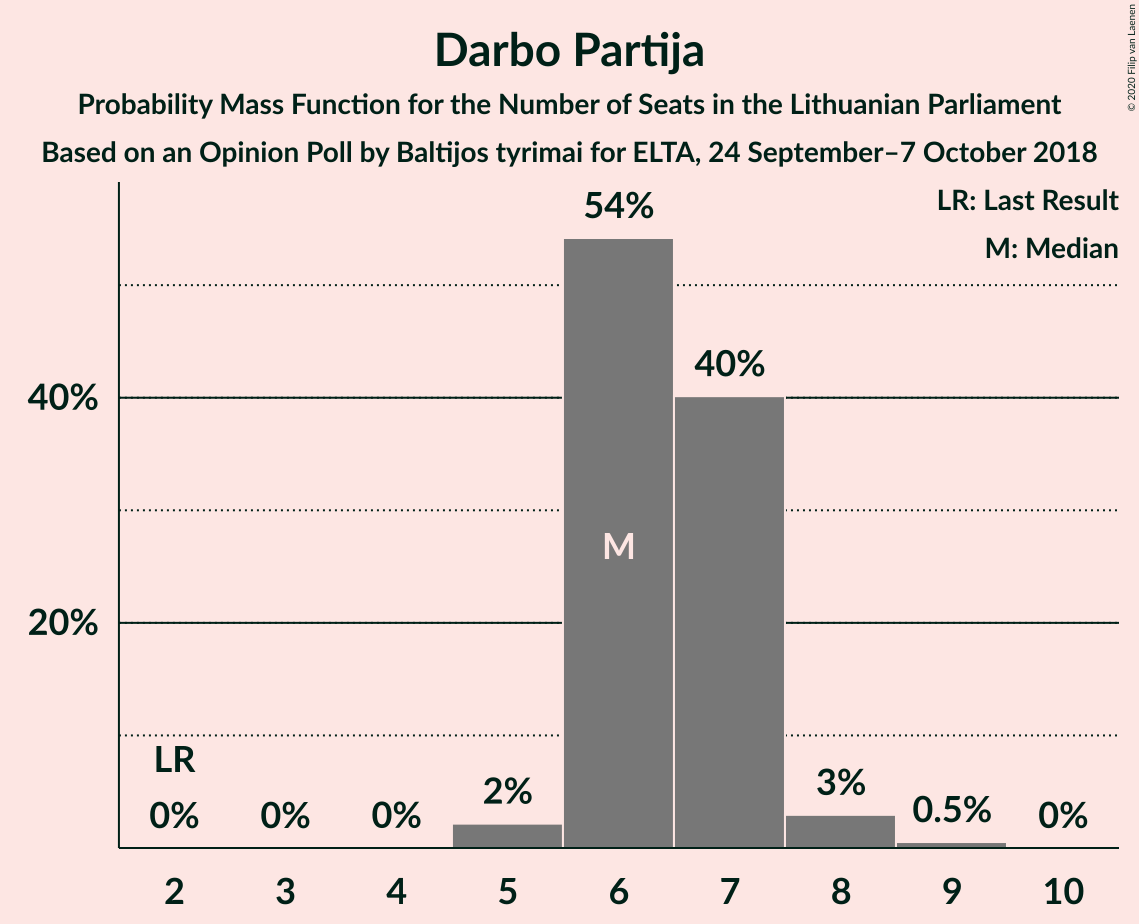 Darbo Partija
Probability Mass Function for the Number of Seats in the Lithuanian Parliament
Based on an Opinion Poll by Baltijos tyrimai for ELTA, 24 September–7 October 2018
© 2020 Filip van Laenen
LR: Last Result
M: Median
54%
40%
40%
M
20%
LR
0%
0%
0%
2%
3%
0.5%
0%
2
3
4
5
6
7
8
9
10